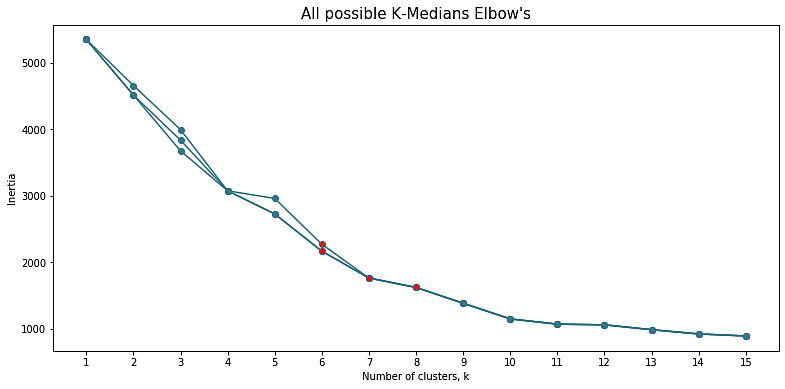 All possible K-Medians Elbow's
Inertia
5000
4000
3000
2000
1000
1 2 3 4 5 6 7 8 9 10 11 12 13 14 15
Number of clusters, k